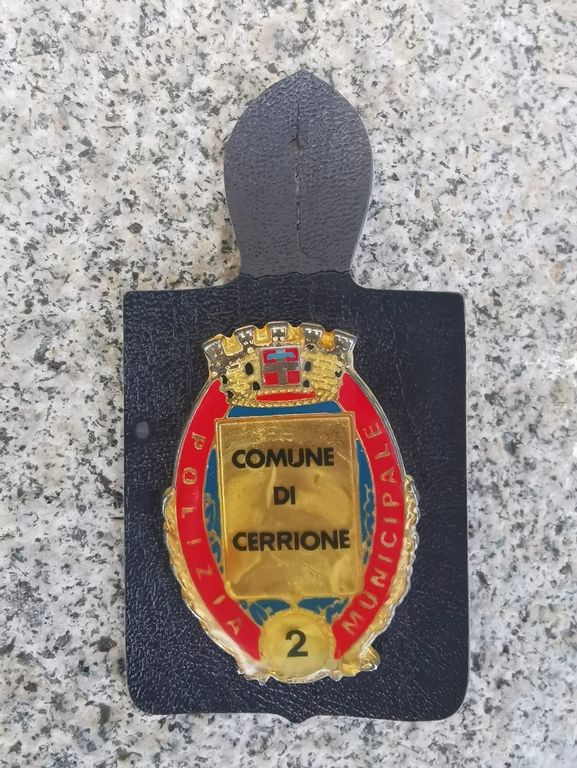 POLIZIA
MUNICIPALE
COMUNE
DI
CERRIONE
2